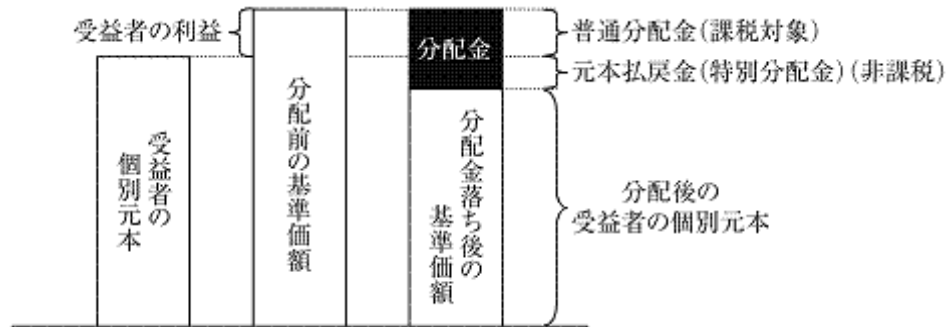 受益者の利益
分配金
普通分配金(課税対象)
元本払戻金(特別分配金)(非課税)
受益者の
個別元本
分配前の基準価額
分配金落ち後の
基準価額
分配後の
受益者の個別元本